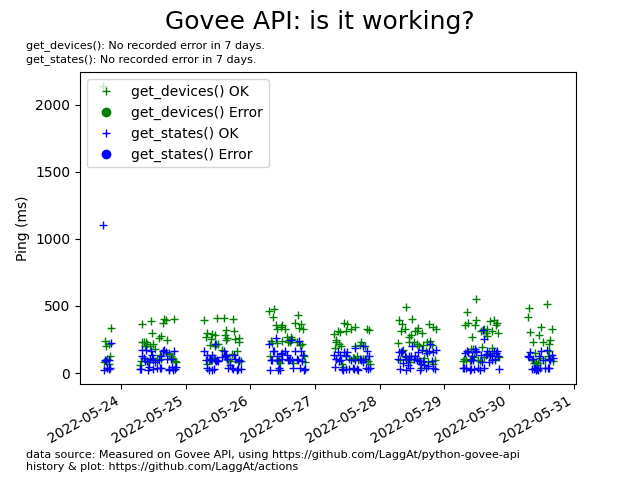 Govee API: is it working?
get_devices(): No recorded error in 7 days.
get_states(): No recorded error in 7 days.
get_devices() OK
get_devices() Error
get_states() OK
get_states() Error
Ping (ms)
2000
1500
1000
500
0
2022-05-24
2022-05-25
2022-05-26
2022-05-27
2022-05-28
2022-05-29
2022-05-30
2022-05-31
data source: Measured on Govee API, using https://github.com/LaggAt/python-govee-api
history & plot: https://github.com/LaggAt/actions